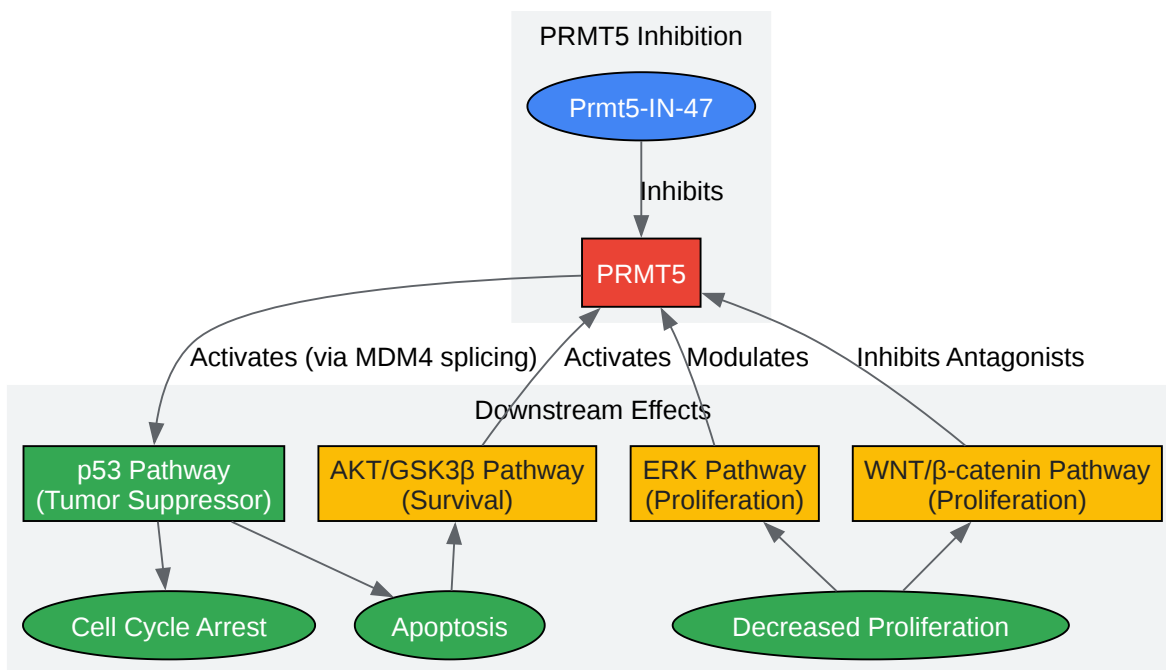 PRMT5 Inhibition
Prmt5-IN-47
Inhibits
PRMT5
Activates (via MDM4 splicing)
Activates
Modulates
Inhibits Antagonists
Downstream Effects
p53 Pathway
(Tumor Suppressor)
AKT/GSK3β Pathway
(Survival)
ERK Pathway
(Proliferation)
WNT/β-catenin Pathway
(Proliferation)
Cell Cycle Arrest
Apoptosis
Decreased Proliferation